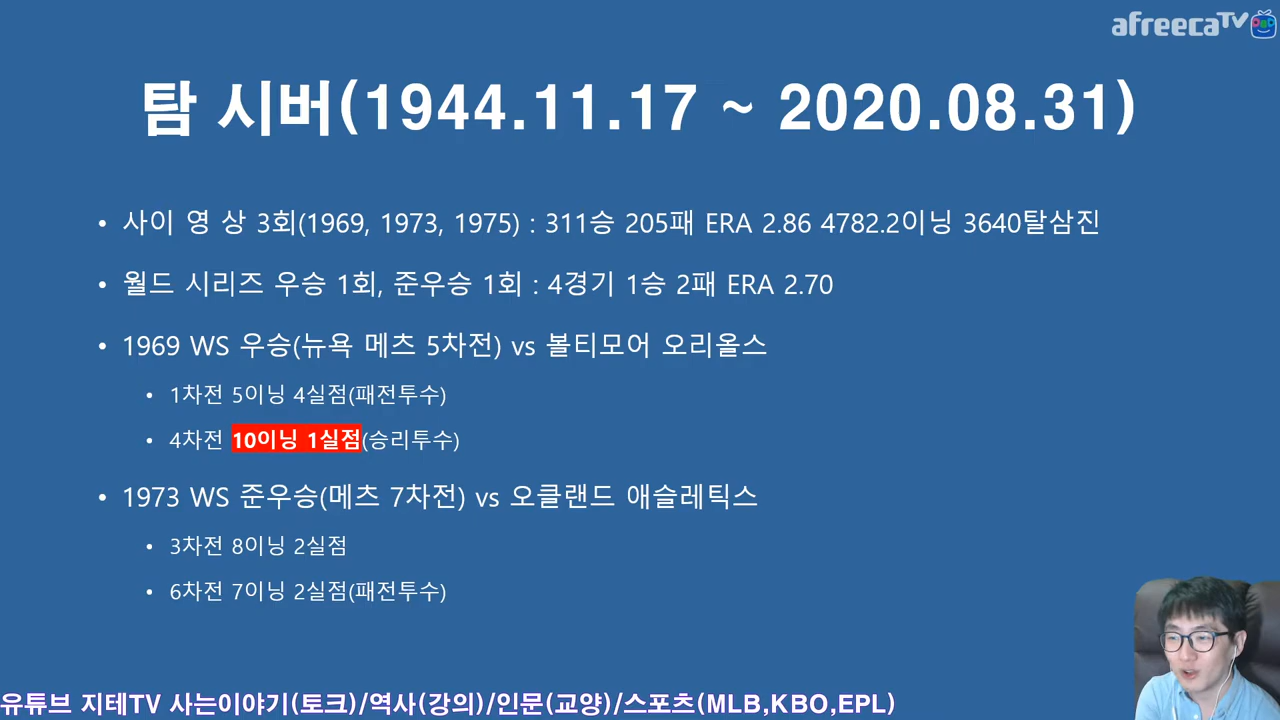 afreecaTV
탐 시버(1944.11.17 ~ 2020.08.31)
• 사이 영 상 3회(1969, 1973, 1975) : 311승 205패 ERA 2.86 4782.2이닝 3640탈삼진
• 월드 시리즈 우승 1회, 준우승 1회 : 4경기 1승 2패 ERA 2.70
• 1969 WS 우승(뉴욕 메츠 5차전) vs 볼티모어 오리올스
• 1차전 5이닝 4실점(패전투수)
• 4차전 10이닝 1실점(승리투수)
• 1973 WS 준우승(메츠 7차전) vs 오클랜드 애슬레틱스
• 3차전 8이닝 2실점
• 6차전 7이닝 2실점(패전투수)
유튜브 지테TV 사는이야기(토크)/역사(강의)/인문(교양)/스포츠(MLB,KBO,EPL)